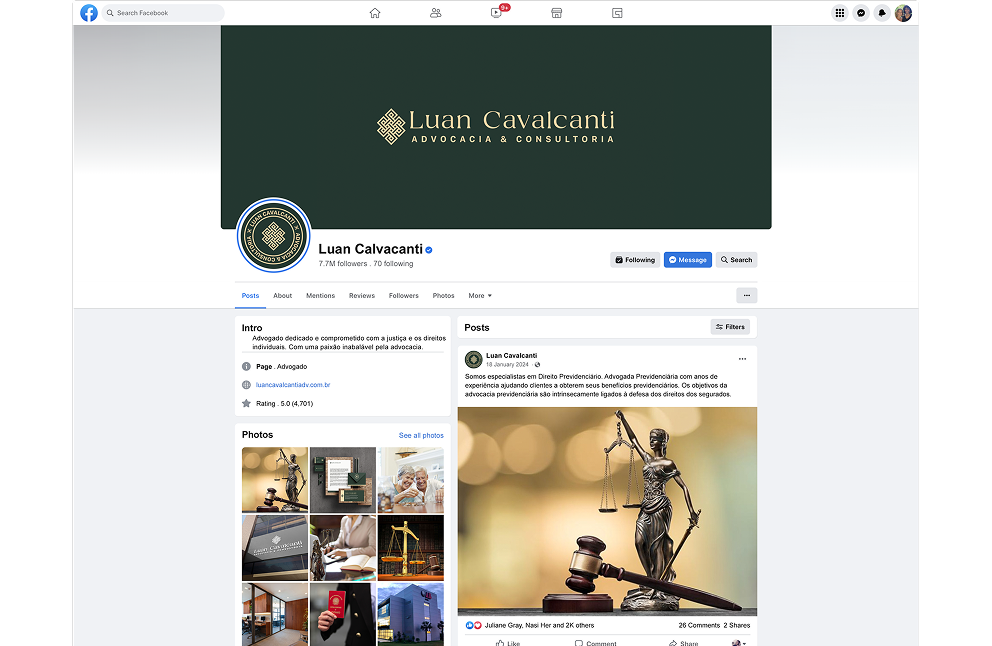 Search Facebook
9+
Luan Cavalcanti
ADVOCACIA & CONSULTORIA
LUAN CAVALCANTI
ADVOCACIA & CONSULTORIA
Luan Calvacanti
7.7M followers . 70 following
Following
Message
Search
Posts
About
Mentions
Reviews
Followers
Photos
More
Intro
Advogado dedicado e comprometido com a justiça e os direitos
individuais. Com uma paixão inabalável pela advocacia.
Page . Advogado
luancavalcantiadv.com.br
Rating . 5.0 (4,701)
Photos
See all photos
Luan Cavalcanti
Posts
Filters
Luan Cavalcanti
18 January 2024
Somos especialistas em Direito Previdenciário. Advogada Previdenciária com anos de
experiência ajudando clientes a obterem seus benefícios previdenciários. Os objetivos da
advocacia previdenciária são intrinsecamente ligados à defesa dos direitos dos segurados.
Juliane Gray, Nasi Her and 2K others
26 Comments 2 Shares
Like
Comment
Share